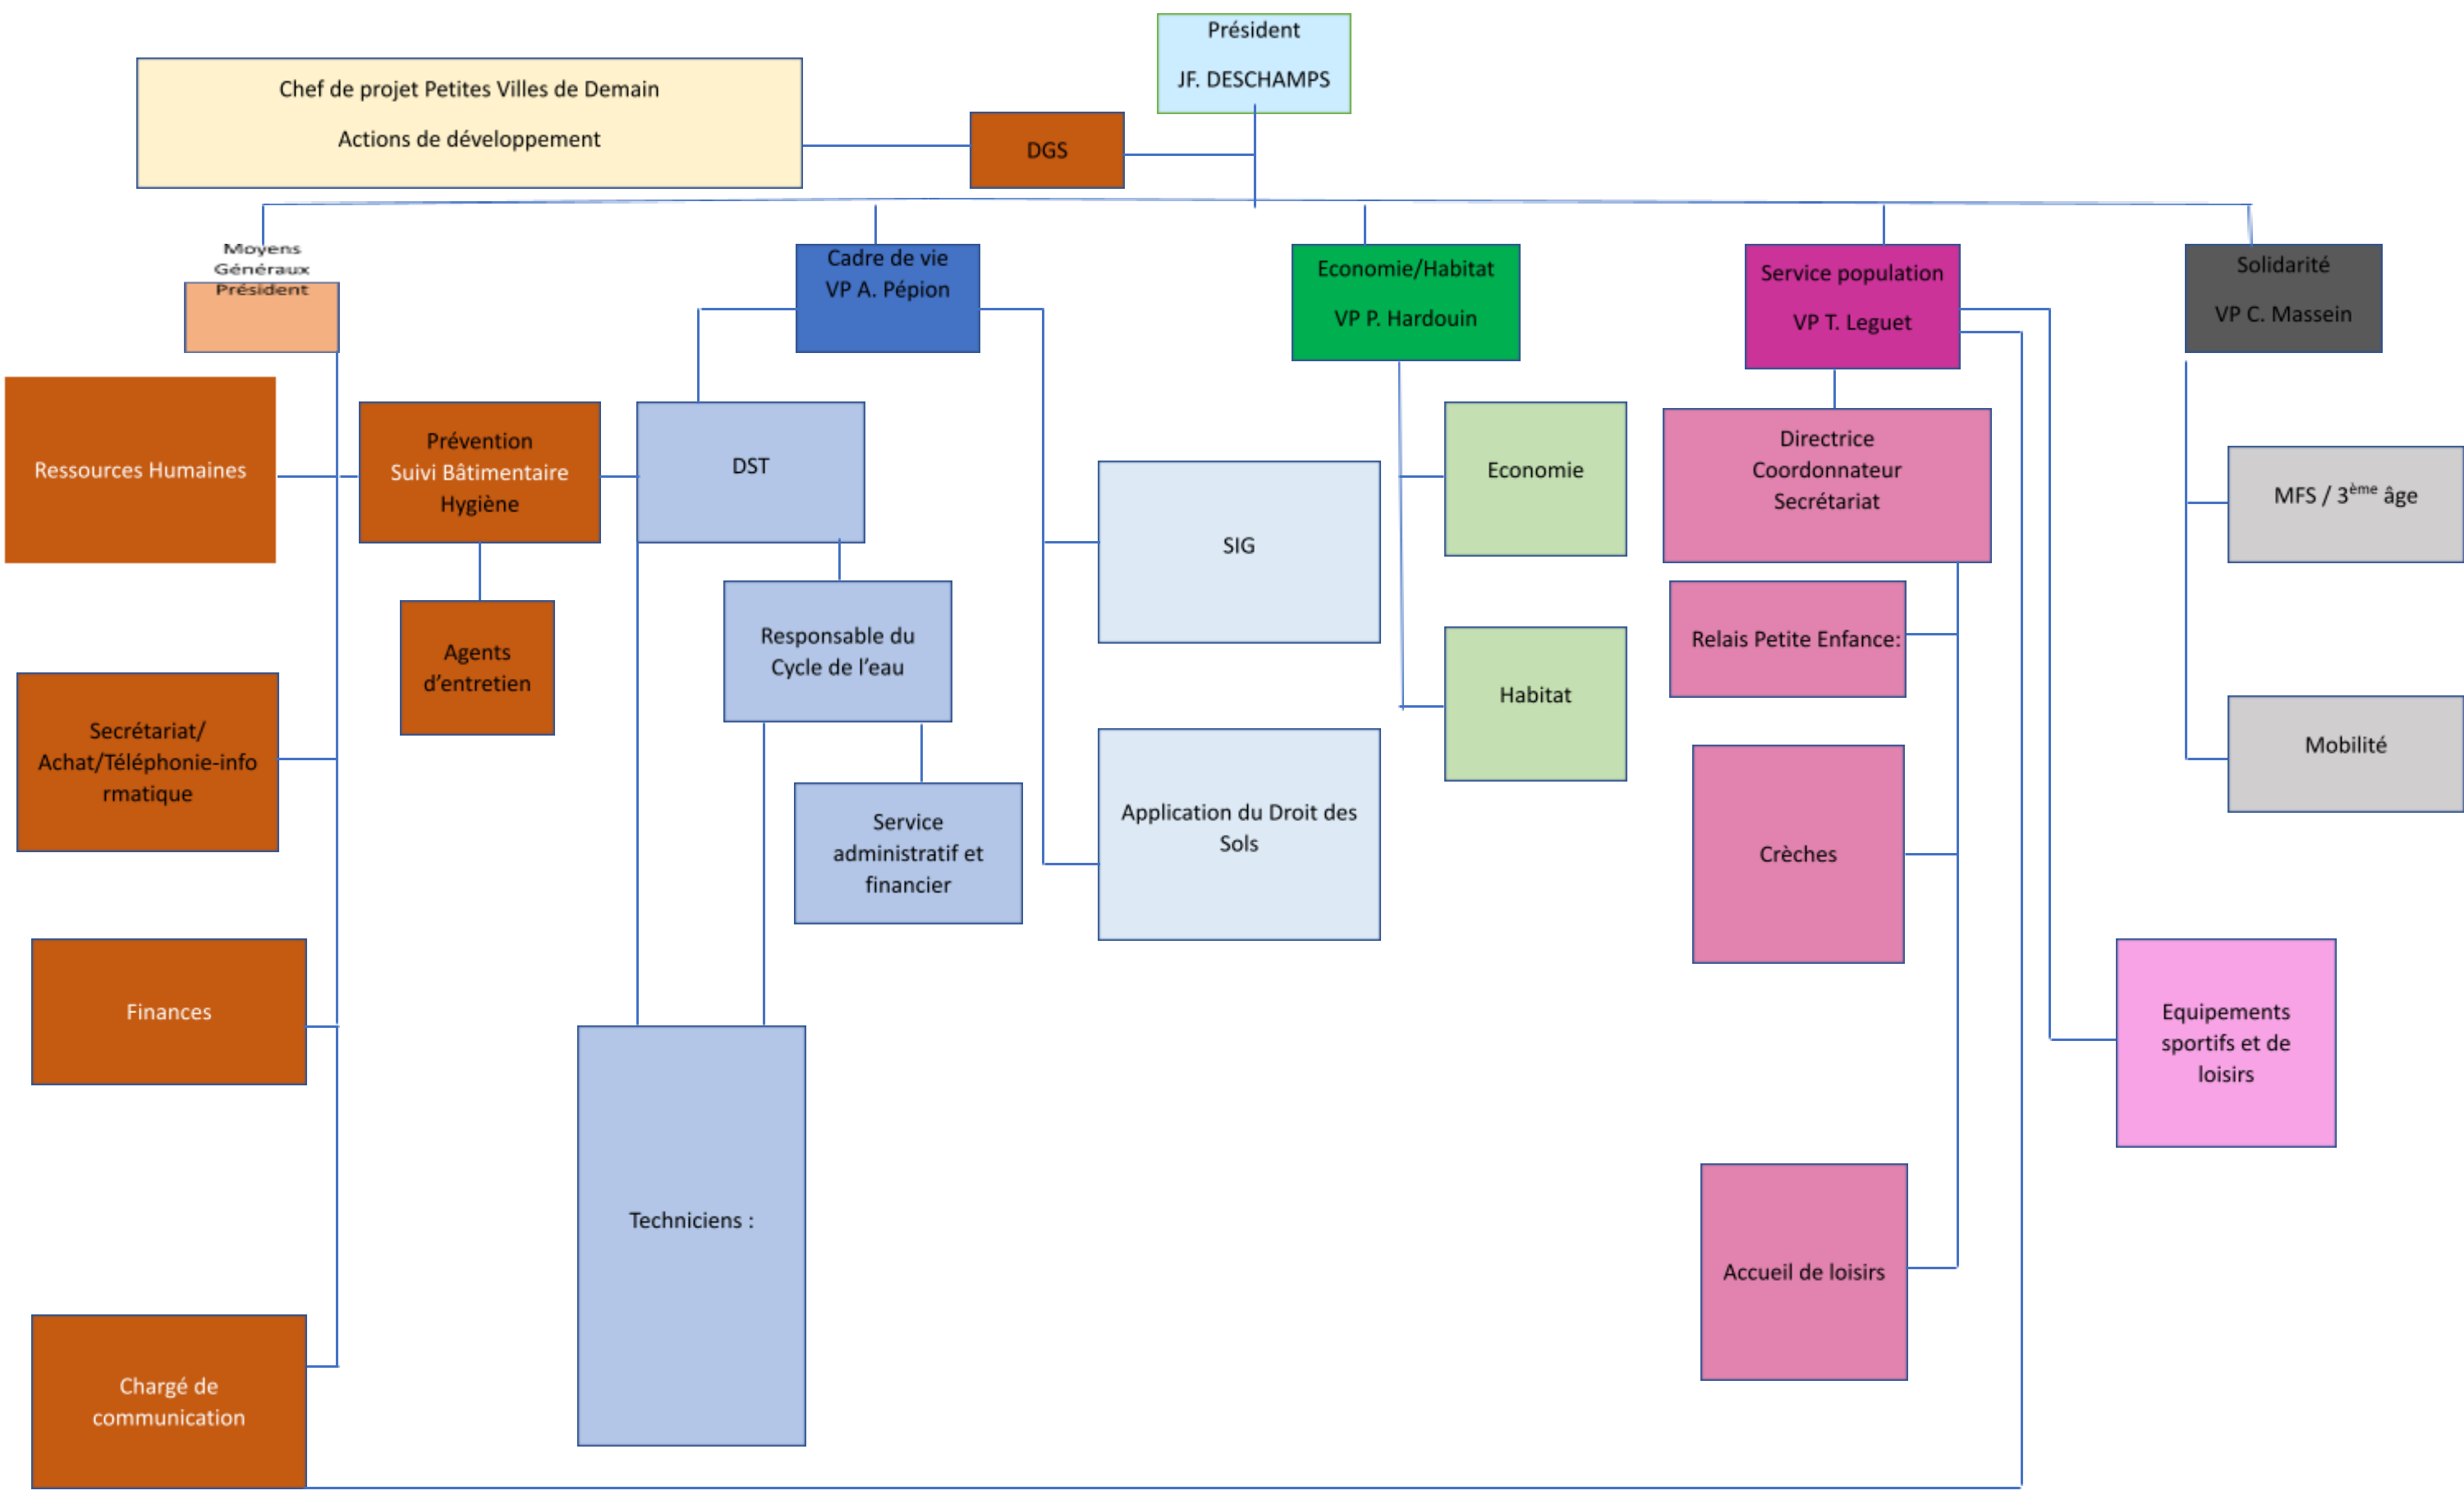 Président
JF. DESCHAMPS
Chef de projet Petites Villes de Demain
Actions de développement
DGS
Moyens
Généraux
Président
Cadre de vie
VP A. Pépion
Economie/Habitat
VP P. Hardouin
Service population
VP T. Leguet
Solidarité
VP C. Massein
Ressources Humaines
Prévention
Suivi Bâtimentaire
Hygiène
DST
SIG
Economie
Directrice
Coordonnateur
Secrétariat
MFS / 3ème âge
Agents
d’entretien
Responsable du
Cycle de l’eau
Relais Petite Enfance:
Habitat
Secrétariat/
Achat/Téléphonie-info
rmatique
Service
administratif et
financier
Application du Droit des
Sols
Crèches
Mobilité
Finances
Equipements
sportifs et de
loisirs
Techniciens :
Accueil de loisirs
Chargé de
communication